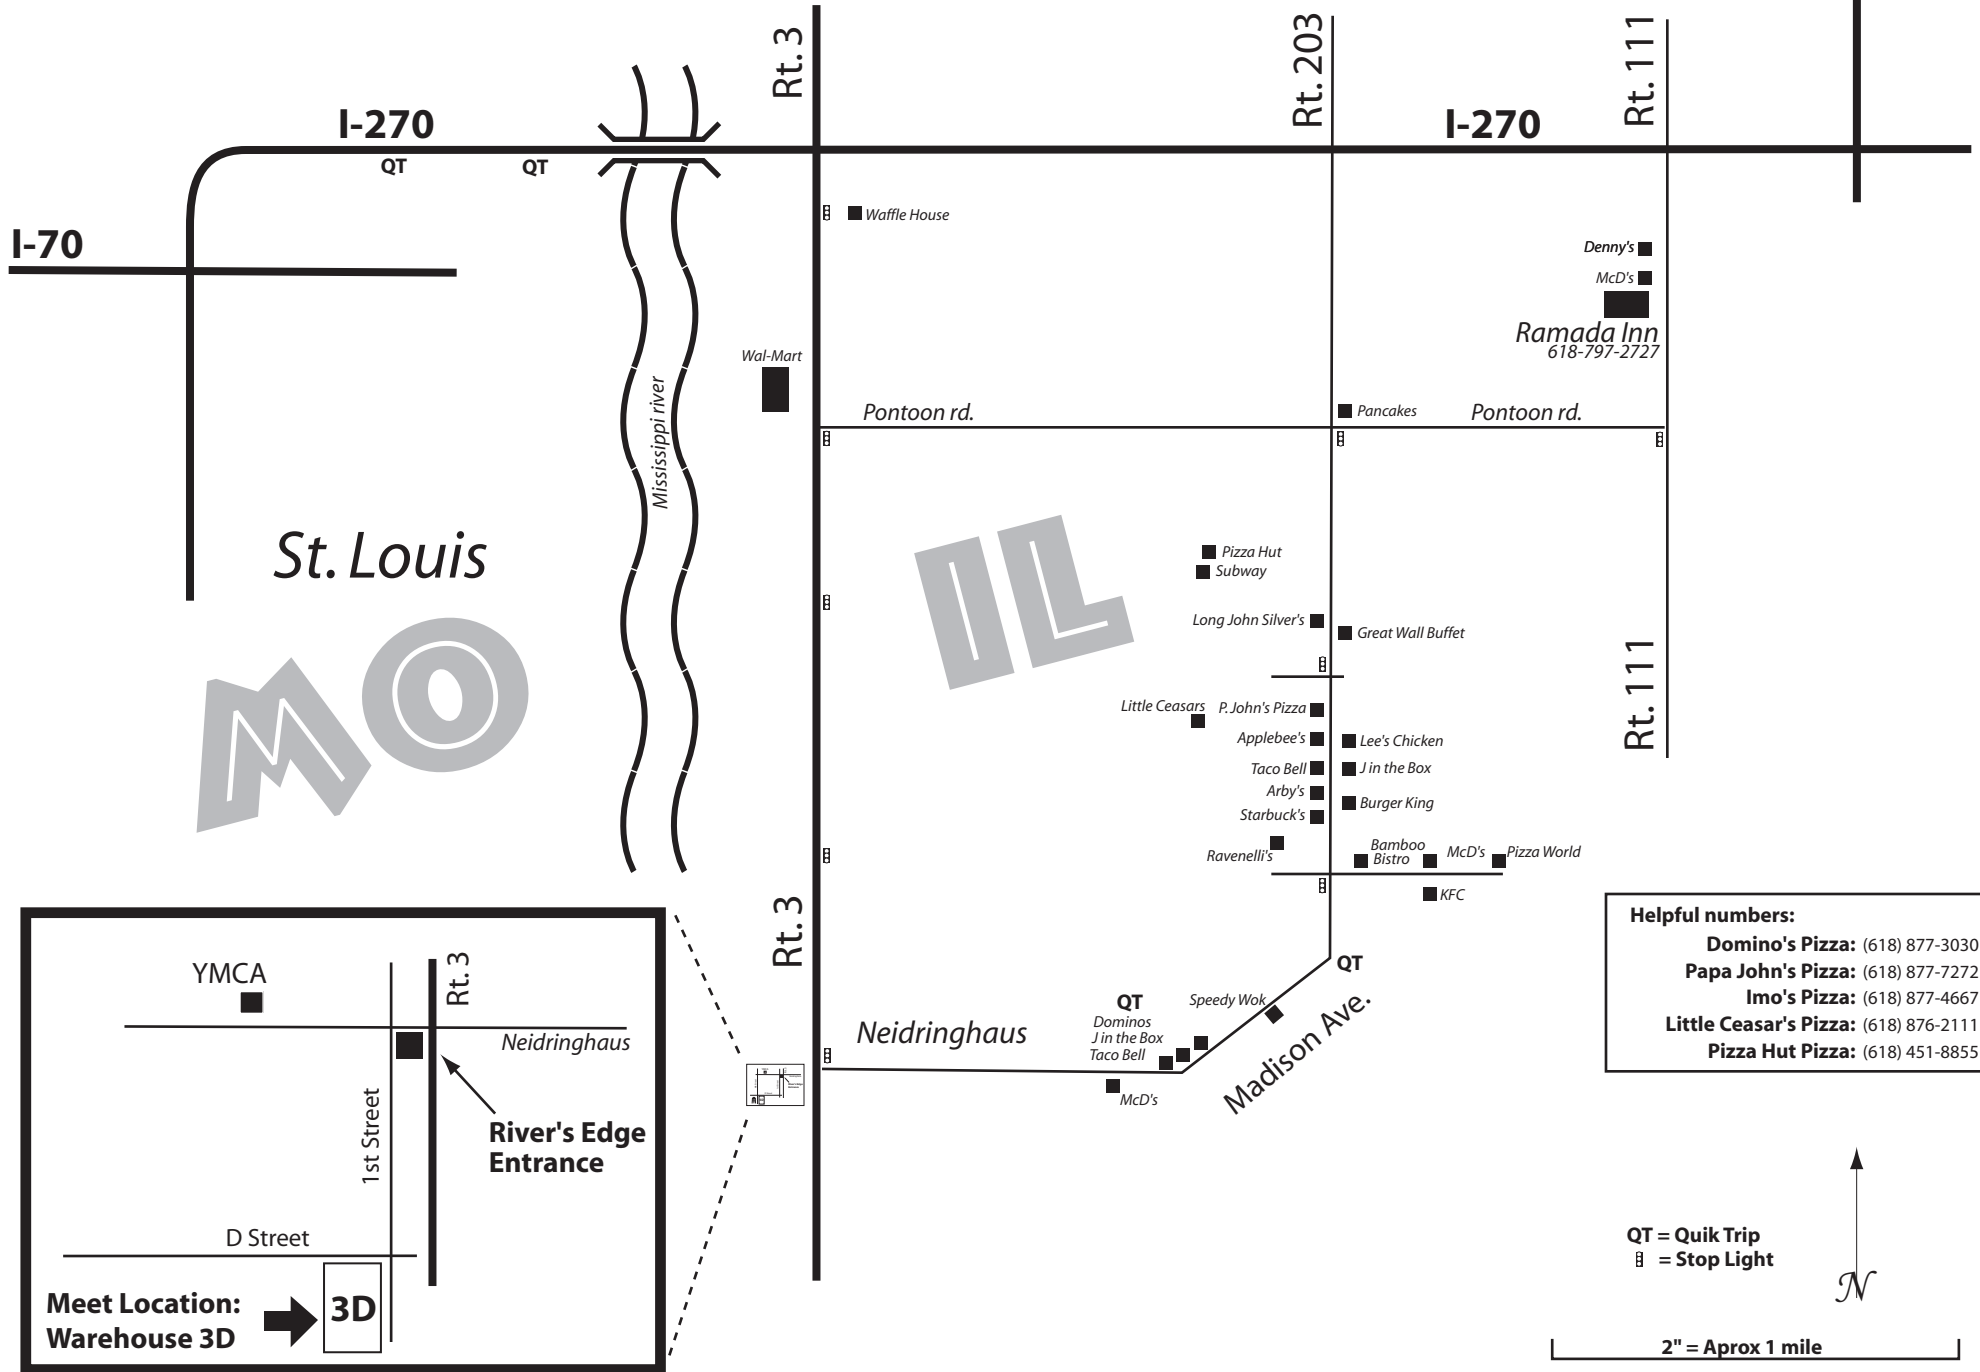 Rt. 3
Rt. 203
Rt. 111
I-270
I-270
QT
QT
Waffle House
I-70
Denny's
McD's
Ramada Inn
618-797-2727
Wal-Mart
Mississippi river
Pontoon rd.
Pancakes
Pontoon rd.
St. Louis
MO
IL
Pizza Hut
Subway
Long John Silver's
Great Wall Buffet
Rt. 111
Little Ceasars
P. John's Pizza
Applebee's
Lee's Chicken
Taco Bell
J in the Box
Arby's
Burger King
Starbuck's
Ravenelli's
Bamboo
Bistro
McD's
Pizza World
KFC
Rt. 3
QT
QT
Speedy Wok
Dominos
J in the Box
Taco Bell
Neidringhaus
McD's
Madison Ave.
Helpful numbers:
Domino's Pizza: (618) 877-3030
Papa John's Pizza: (618) 877-7272
Imo's Pizza: (618) 877-4667
Little Ceasar's Pizza: (618) 876-2111
Pizza Hut Pizza: (618) 451-8855
YMCA
Rt. 3
Neidringhaus
1st Street
River's Edge
Entrance
D Street
Meet Location:
Warehouse 3D
3D
QT = Quik Trip
= Stop Light
N
2" = Aprox 1 mile